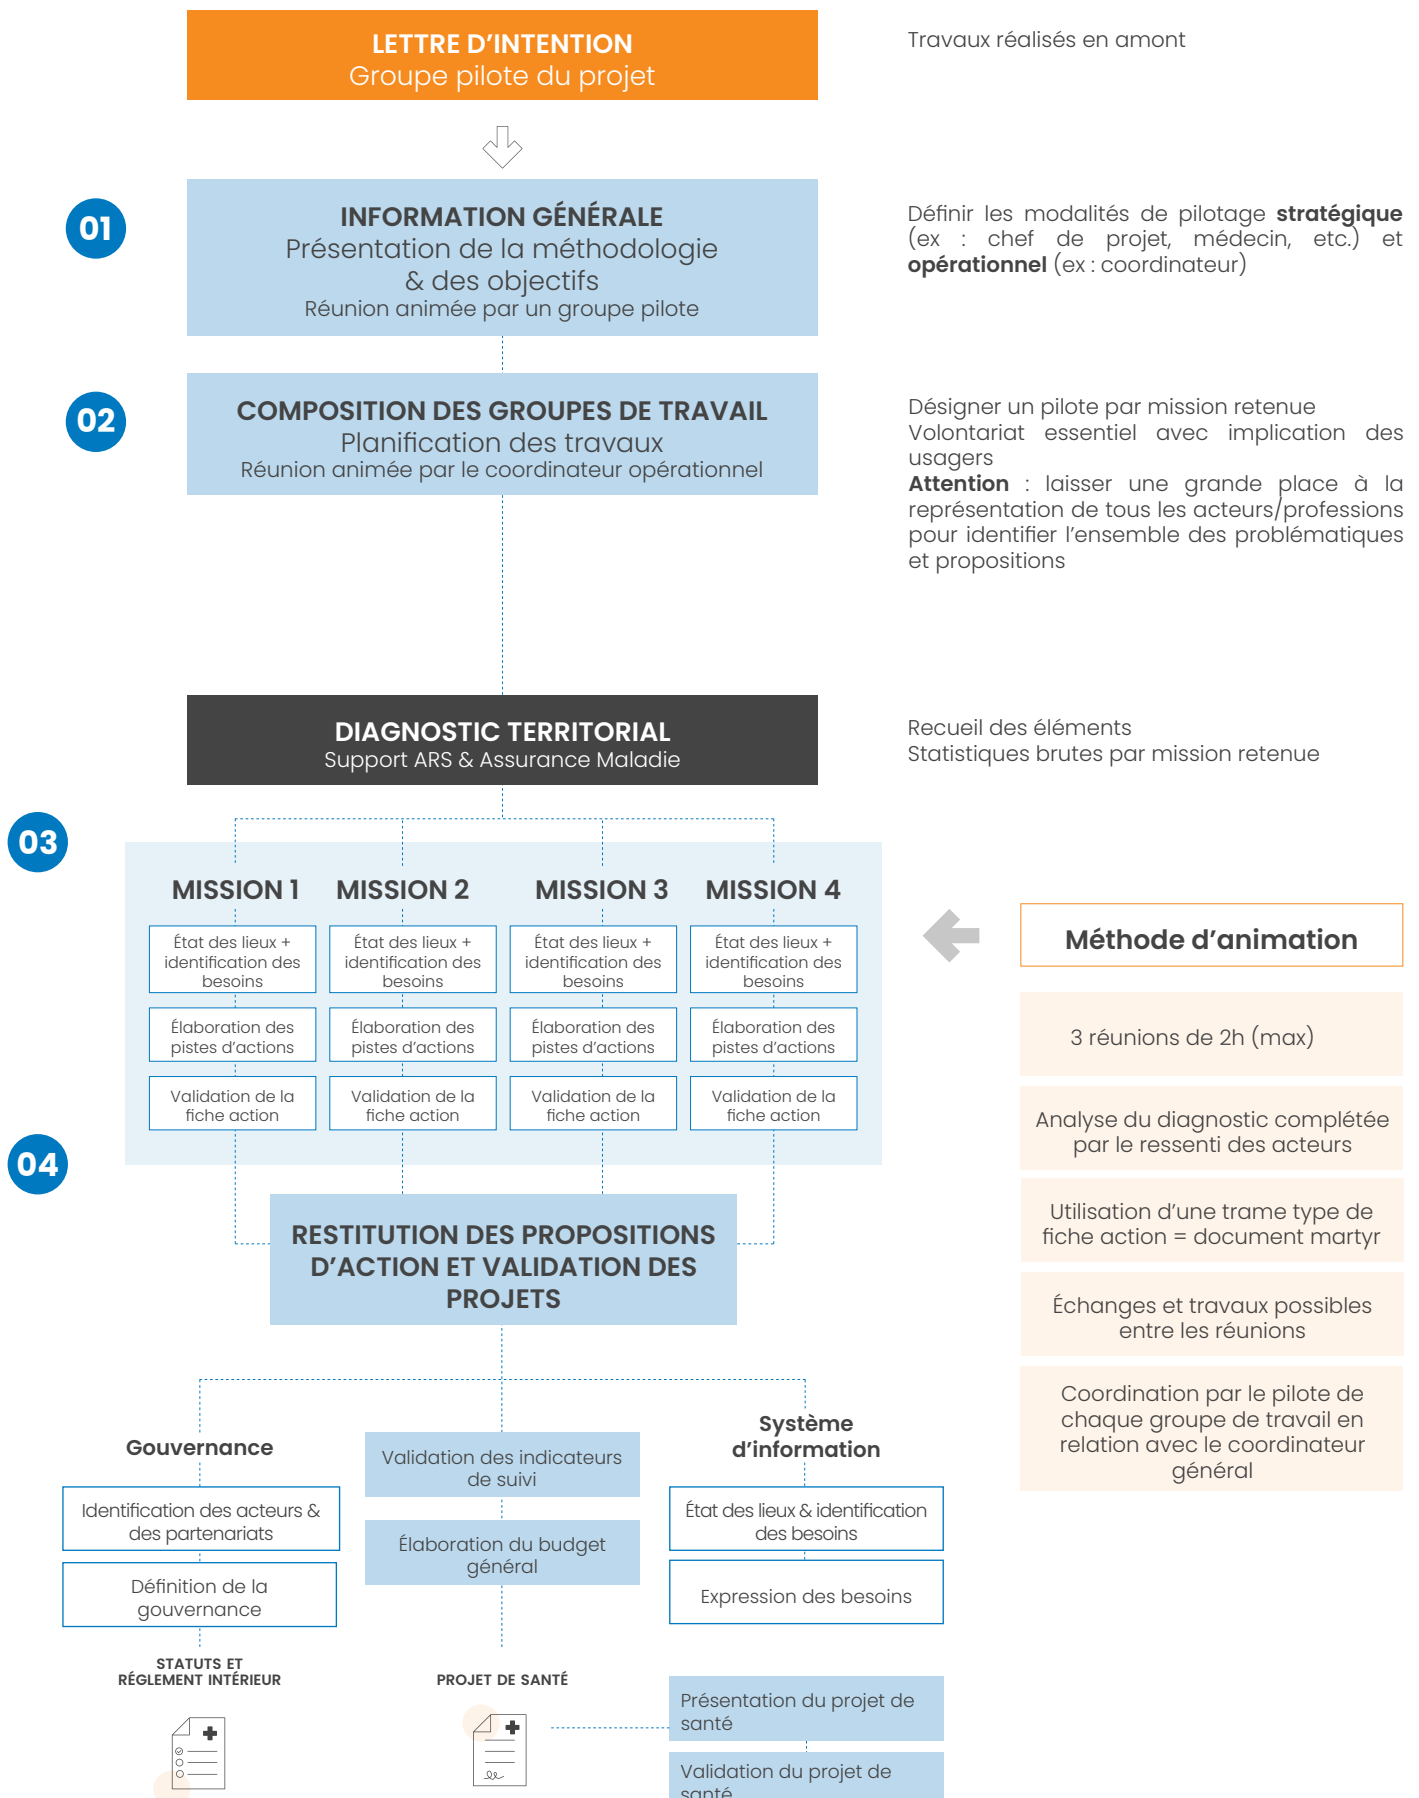 LETTRE D'INTENTION
Groupe pilote du projet
Travaux réalisés en amont
01
INFORMATION GÉNÉRALE
Présentation de la méthodologie
& des objectifs
Réunion animée par un groupe pilote
Définir les modalités de pilotage stratégique
(ex : chef de projet, médecin, etc.) et
opérationnel (ex : coordinateur)
02
COMPOSITION DES GROUPES DE TRAVAIL
Planification des travaux
Réunion animée par le coordinateur opérationnel
Désigner un pilote par mission retenue
Volontariat essentiel avec implication des
usagers
Attention : laisser une grande place à la
représentation de tous les acteurs/professions
pour identifier l'ensemble des problématiques
et propositions
DIAGNOSTIC TERRITORIAL
Support ARS & Assurance Maladie
Recueil des éléments
Statistiques brutes par mission retenue
03
MISSION 1
État des lieux +
identification des
besoins
Élaboration des
pistes d'actions
Validation de la
fiche action
MISSION 2
État des lieux +
identification des
besoins
Élaboration des
pistes d'actions
Validation de la
fiche action
MISSION 3
État des lieux +
identification des
besoins
Élaboration des
pistes d'actions
Validation de la
fiche action
MISSION 4
État des lieux +
identification des
besoins
Élaboration des
pistes d'actions
Validation de la
fiche action
Méthode d'animation
3 réunions de 2h (max)
Analyse du diagnostic complétée
par le ressenti des acteurs
Utilisation d'une trame type de
fiche action = document martyr
Échanges et travaux possibles
entre les réunions
Coordination par le pilote de
chaque groupe de travail en
relation avec le coordinateur
général
04
RESTITUTION DES PROPOSITIONS
D'ACTION ET VALIDATION DES
PROJETS
Gouvernance
Identification des acteurs &
des partenariats
Définition de la
gouvernance
STATUTS ET
RÉGLEMENT INTÉRIEUR
Validation des indicateurs
de suivi
Élaboration du budget
général
PROJET DE SANTÉ
Système
d'information
État des lieux & identification
des besoins
Expression des besoins
Présentation du projet de
santé
Validation du projet de
santé